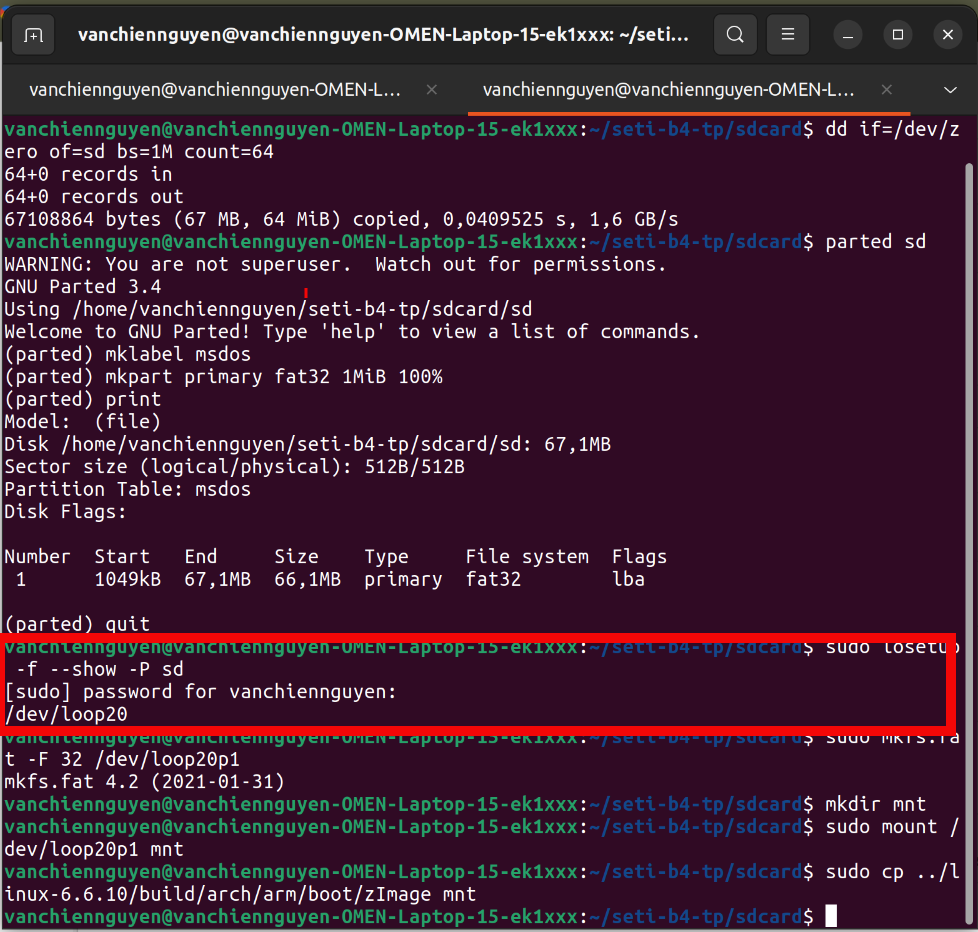 vanchiennguyen@vanchiennguyen-OMEN-Laptop-15-ek1xxx: ~/seti...
vanchiennguyen@vanchiennguyen-OMEN-L... vanchiennguyen@vanchiennguyen-OMEN-L...
vanchiennguyen@vanchiennguyen-OMEN-Laptop-15-ek1xxx:~/seti-b4-tp/sdcard$ dd if=/dev/z
ero of=sd bs=1M count=64
64+0 records in
64+0 records out
67108864 bytes (67 MB, 64 MiB) copied, 0,0409525 s, 1,6 GB/s
vanchiennguyen@vanchiennguyen-OMEN-Laptop-15-ek1xxx:~/seti-b4-tp/sdcard$ parted sd
WARNING: You are not superuser.  Watch out for permissions.
GNU Parted 3.4
Using /home/vanchiennguyen/seti-b4-tp/sdcard/sd
Welcome to GNU Parted! Type 'help' to view a list of commands.
(parted) mklabel msdos
(parted) mkpart primary fat32 1MiB 100%
(parted) print
Model:  (file)
Disk /home/vanchiennguyen/seti-b4-tp/sdcard/sd: 67,1MB
Sector size (logical/physical): 512B/512B
Partition Table: msdos
Disk Flags:
Number  Start   End     Size    Type     File system  Flags
 1      1049kB  67,1MB  66,1MB  primary  fat32        lba
(parted) quit
vanchiennguyen@vanchiennguyen-OMEN-Laptop-15-ek1xxx:~/seti-b4-tp/sdcard$ sudo losetup
 -f --show -P sd
[sudo] password for vanchiennguyen:
/dev/loop20
vanchiennguyen@vanchiennguyen-OMEN-Laptop-15-ek1xxx:~/seti-b4-tp/sdcard$ sudo mkfs.fa
t -F 32 /dev/loop20p1
mkfs.fat 4.2 (2021-01-31)
vanchiennguyen@vanchiennguyen-OMEN-Laptop-15-ek1xxx:~/seti-b4-tp/sdcard$ mkdir mnt
vanchiennguyen@vanchiennguyen-OMEN-Laptop-15-ek1xxx:~/seti-b4-tp/sdcard$ sudo mount /
dev/loop20p1 mnt
vanchiennguyen@vanchiennguyen-OMEN-Laptop-15-ek1xxx:~/seti-b4-tp/sdcard$ sudo cp ../l
inux-6.6.10/build/arch/arm/boot/zImage mnt
vanchiennguyen@vanchiennguyen-OMEN-Laptop-15-ek1xxx:~/seti-b4-tp/sdcard$